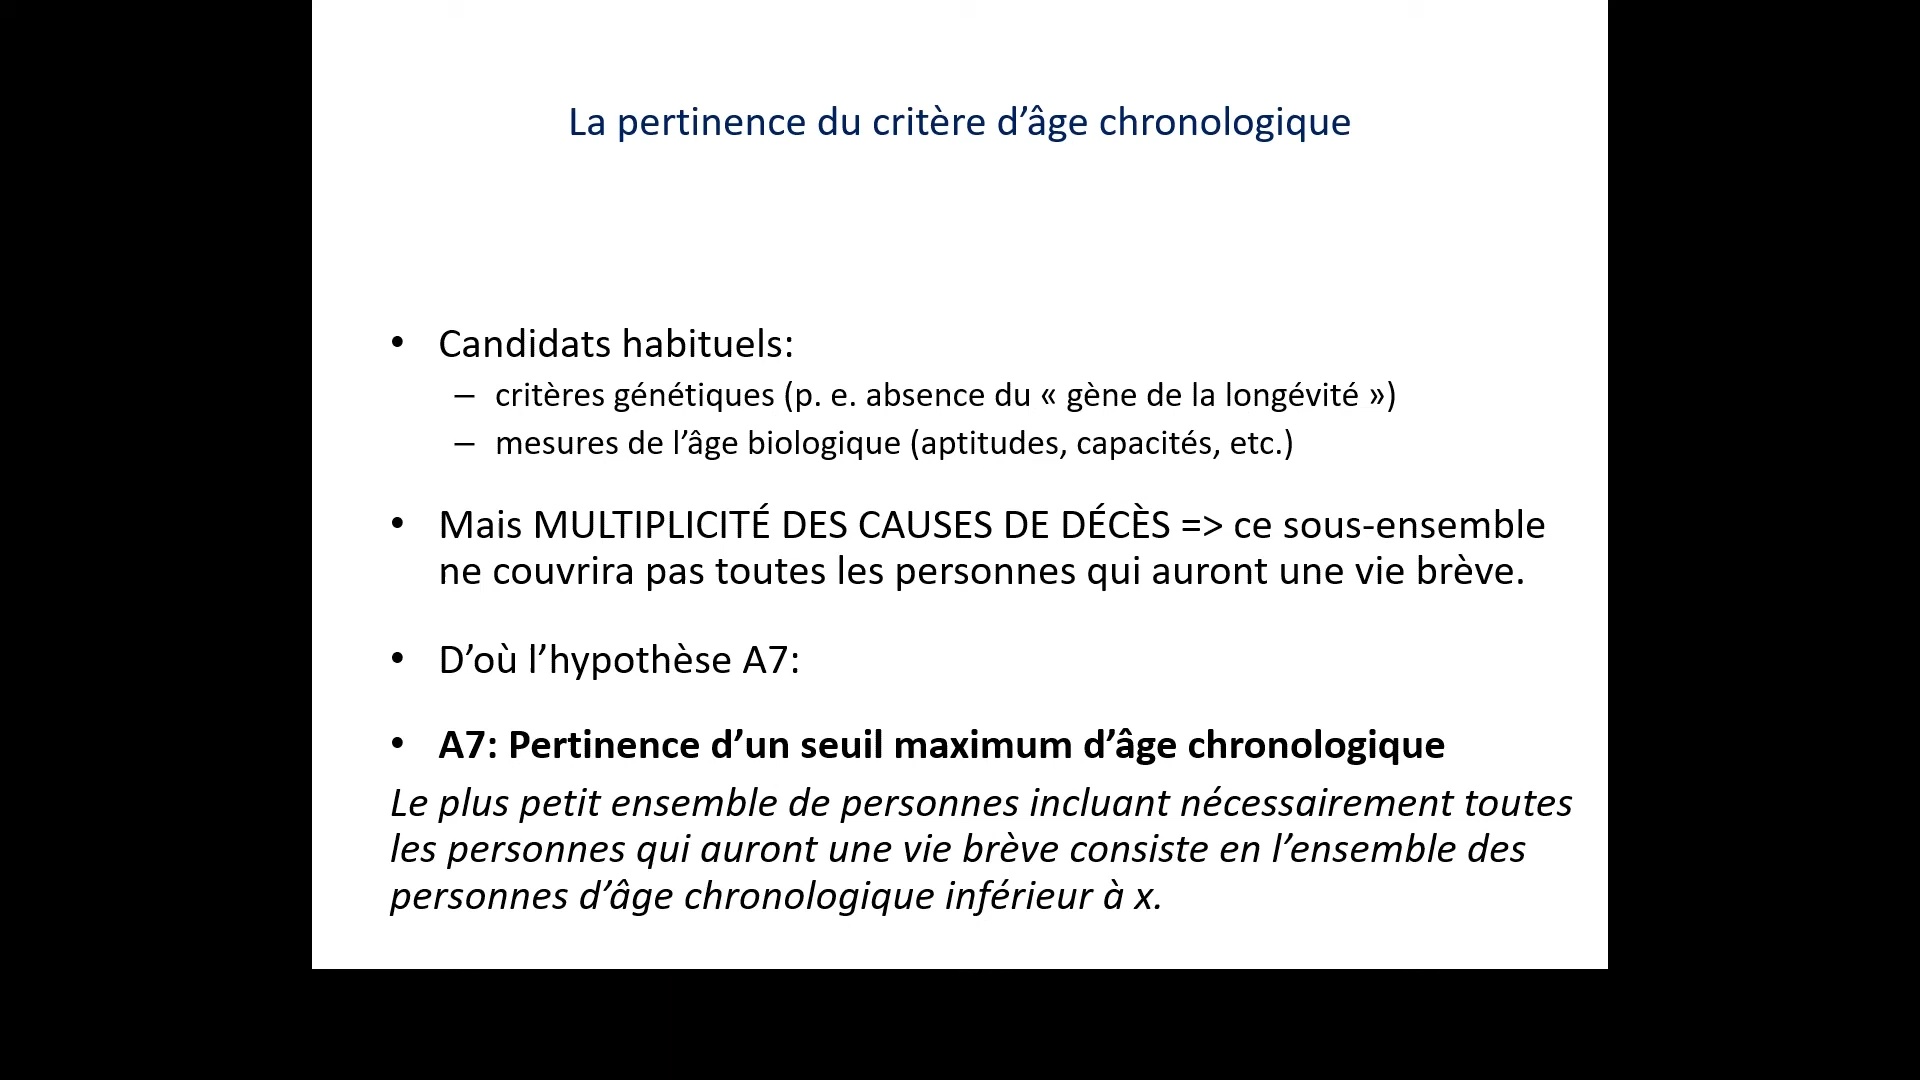 La pertinence du critère d’âge chronologique
• Candidats habituels:
– critères génétiques (p. e. absence du « gène de la longévité »)
– mesures de l’âge biologique (aptitudes, capacités, etc.)
• Mais MULTIPLICITÉ DES CAUSES DE DÉCÈS => ce sous-ensemble
ne couvrira pas toutes les personnes qui auront une vie brève.
• D’où l’hypothèse A7:
• A7: Pertinence d’un seuil maximum d’âge chronologique
Le plus petit ensemble de personnes incluant nécessairement toutes
les personnes qui auront une vie brève consiste en l’ensemble des
personnes d’âge chronologique inférieur à x.